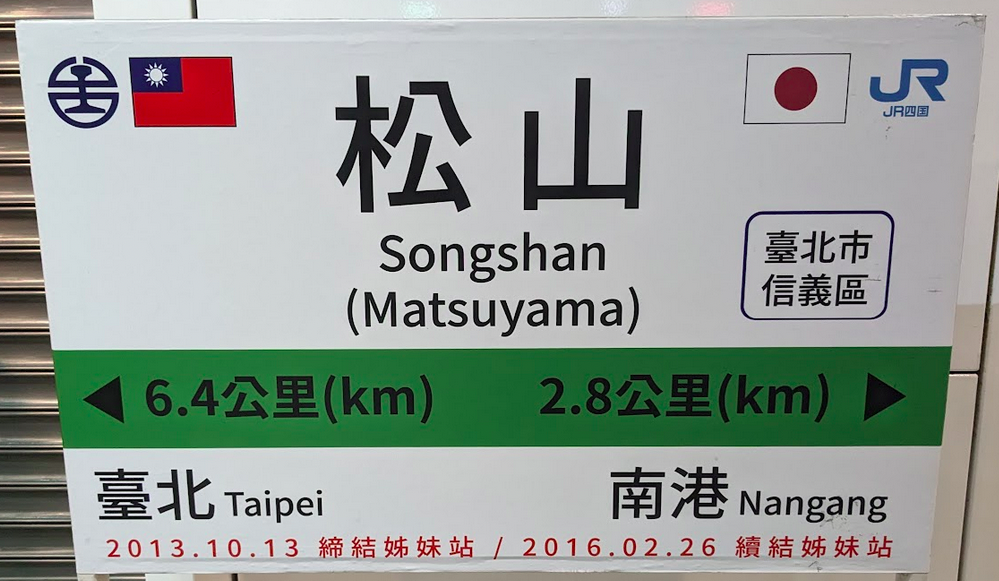 松山
JR
JR四国
Songshan
(Matsuyama)
臺北市
信義區
6.4公里(km) 2.8公里(km)
臺北 Taipei 南港 Nangang
2013.10.13 締結姊妹站 / 2016.02.26 續結姊妹站